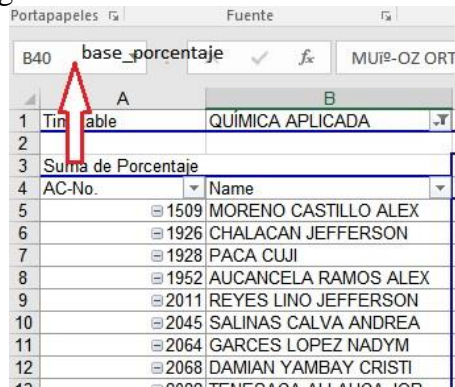 Portapapeles Fuente
B40 base_porcentaje fx MUïº-OZ ORT
A B
1 Timetable QUÍMICA APLICADA
2
3 Suma de Porcentaje
4 AC-No. Name
5 1509 MORENO CASTILLO ALEX
6 1926 CHALACAN JEFFERSON
7 1928 PACA CUJI
8 1952 AUCANCELA RAMOS ALEX
9 2011 REYES LINO JEFFERSON
10 2045 SALINAS CALVA ANDREA
11 2064 GARCES LOPEZ NADYM
12 2068 DAMIAN YAMBAY CRISTI